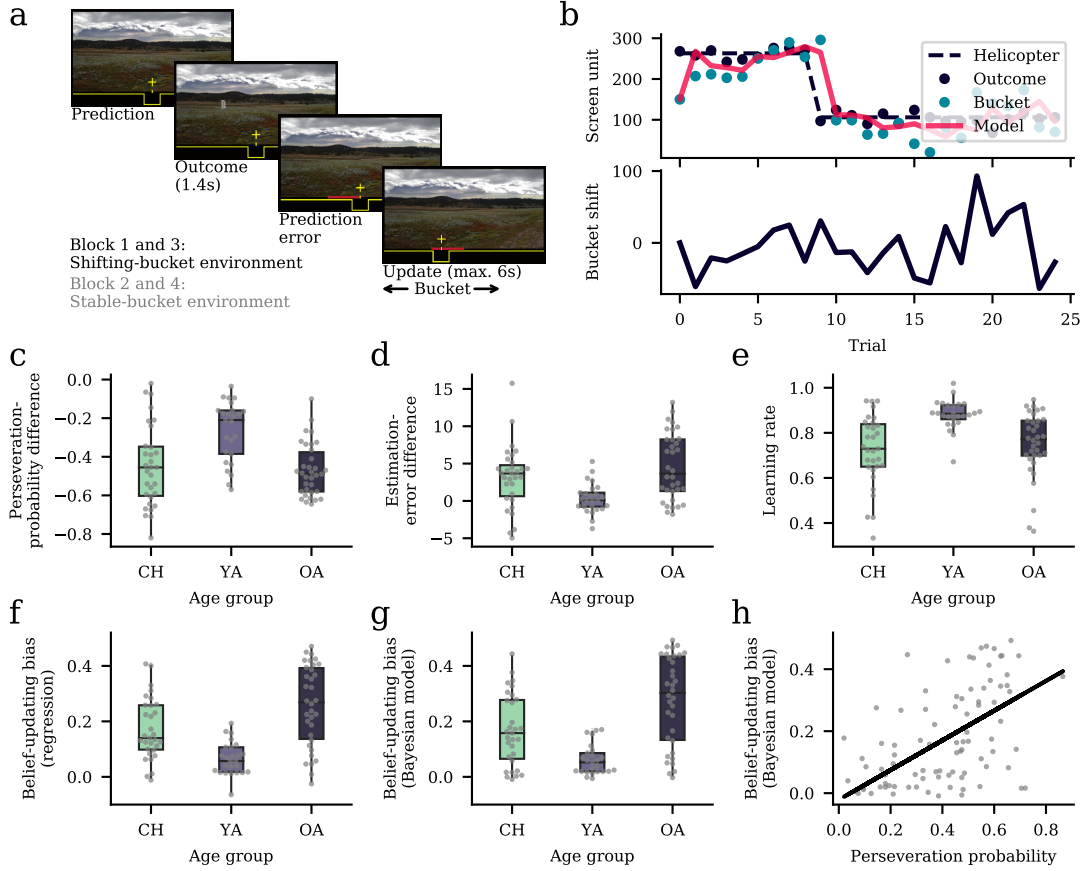 a
Prediction
Outcome
(1.4s)
Prediction
error
Update (max. 6s)
Bucket
Block 1 and 3:
Shifting-bucket environment
Block 2 and 4:
Stable-bucket environment
b
Screen unit
300
200
100
Helicopter
Outcome
Bucket
Model
Bucket shift
100
0
0
5
10
15
20
25
Trial
c
Perseveration-
probability difference
0.0
−0.2
−0.4
−0.6
−0.8
CH
YA
OA
Age group
d
Estimation-
error difference
15
10
5
0
−5
CH
YA
OA
Age group
e
Learning rate
1.0
0.8
0.6
0.4
CH
YA
OA
Age group
f
Belief-updating bias
(regression)
0.4
0.2
0.0
CH
YA
OA
Age group
g
Belief-updating bias
(Bayesian model)
0.4
0.2
0.0
CH
YA
OA
Age group
h
Belief-updating bias
(Bayesian model)
0.4
0.2
0.0
0.0
0.2
0.4
0.6
0.8
Perseveration probability